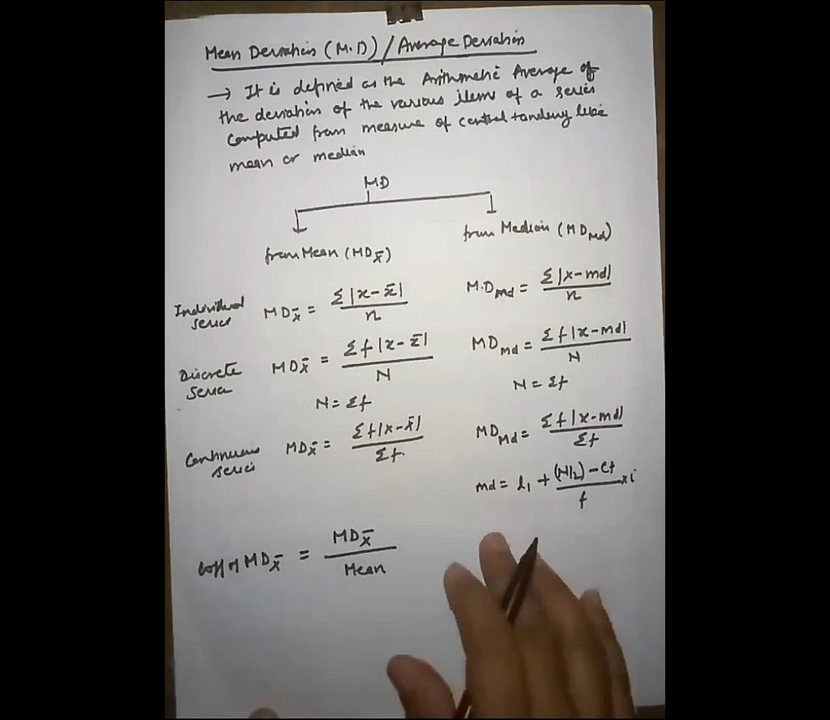 Mean Deviation (M.D) / Average Deviation
→ It is defined as the Arithmetic Average of
the deviation of the various items of a series
computed from measure of central tandency like
mean or median
MD
from Mean (MDx̄)
from Median (MDMd)
Individual series MDx̄ = Σ|x-x̄| / n
M.Dmd = Σ|x-md| / n
Discrete series MDx̄ = Σf|x-x̄| / N
N = Σf
MDmd = Σf|x-md| / N
N = Σf
Continuous series MDx̄ = Σf|x-x̄| / Σf
MDMd = Σf|x-md| / Σf
md = l₁ + (N/2) - Cf / f × i
Coff of MDx̄ = MDx̄ / Mean